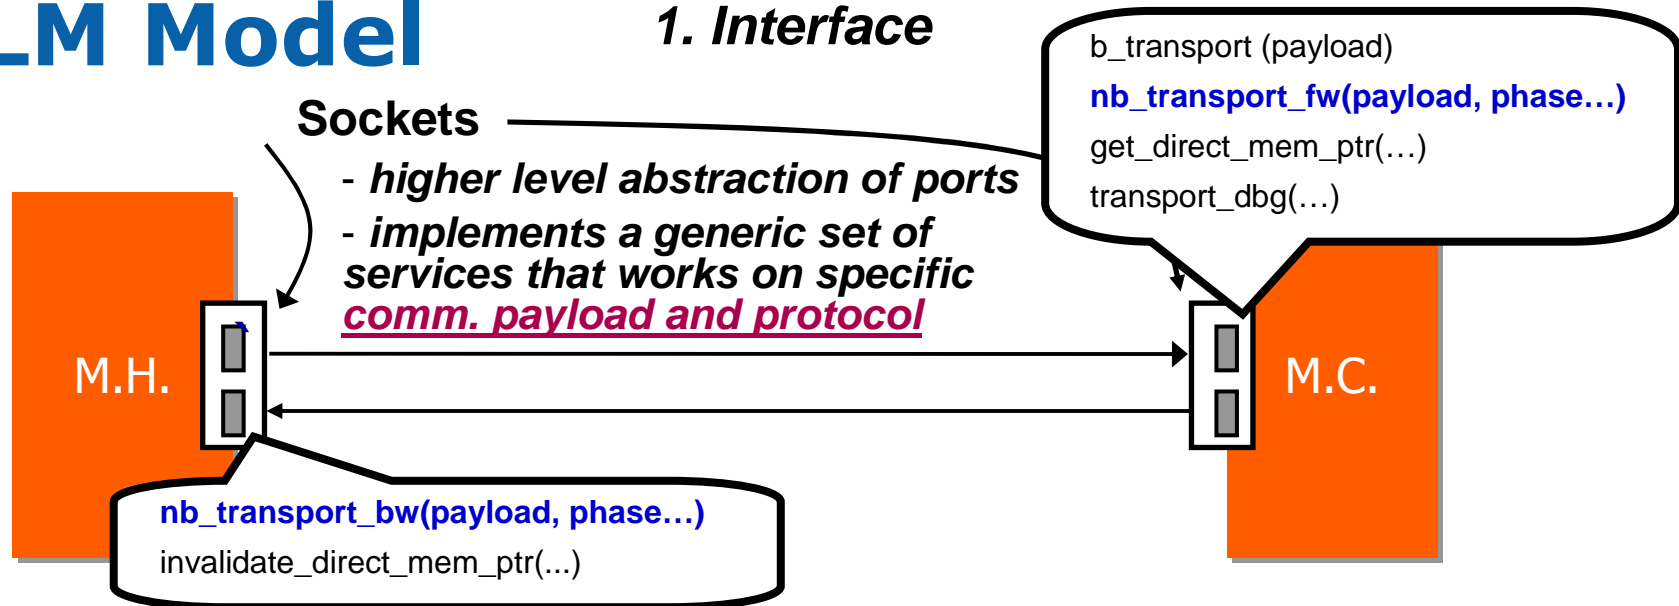 LM Model
1. Interface
Sockets
- higher level abstraction of ports
- implements a generic set of
services that works on specific
comm. payload and protocol
b_transport (payload)
nb_transport_fw(payload, phase…)
get_direct_mem_ptr(…)
transport_dbg(…)
M.H.
M.C.
nb_transport_bw(payload, phase…)
invalidate_direct_mem_ptr(...)